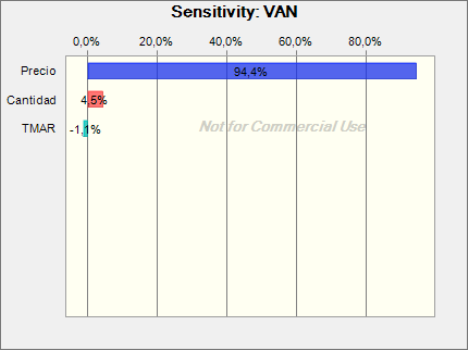 Sensitivity: VAN
0,0% 20,0% 40,0% 60,0% 80,0%
Precio 94,4%
Cantidad 4,5%
TMAR -1,1% Not for Commercial Use